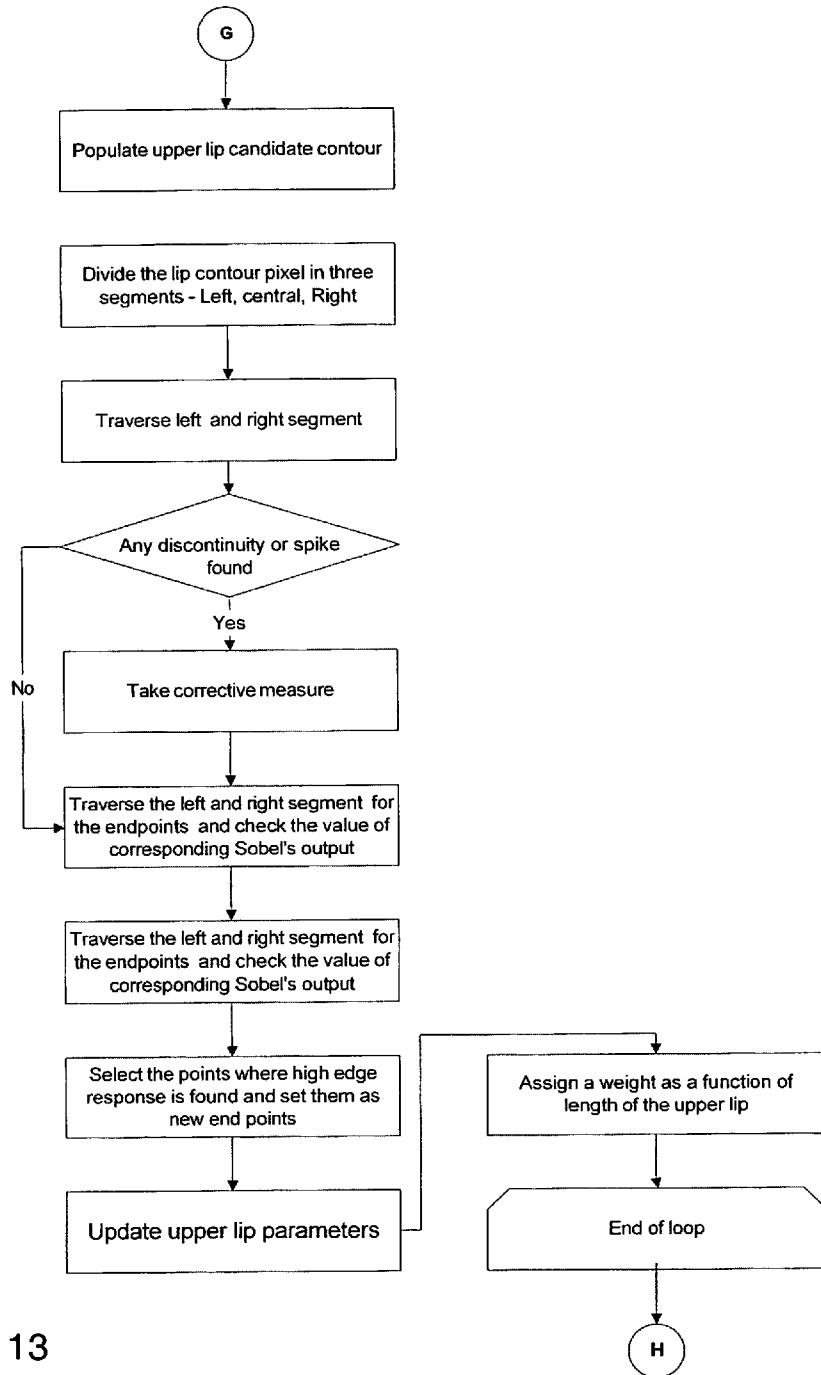 G
Populate upper lip candidate contour
Divide the lip contour pixel in three
segments - Left, central, Right
Traverse left and right segment
Any discontinuity or spike
found
Yes
No
Take corrective measure
Traverse the left and right segment for
the endpoints and check the value of
corresponding Sobel's output
Traverse the left and right segment for
the endpoints and check the value of
corresponding Sobel's output
Select the points where high edge
response is found and set them as
new end points
Update upper lip parameters
Assign a weight as a function of
length of the upper lip
End of loop
H
13